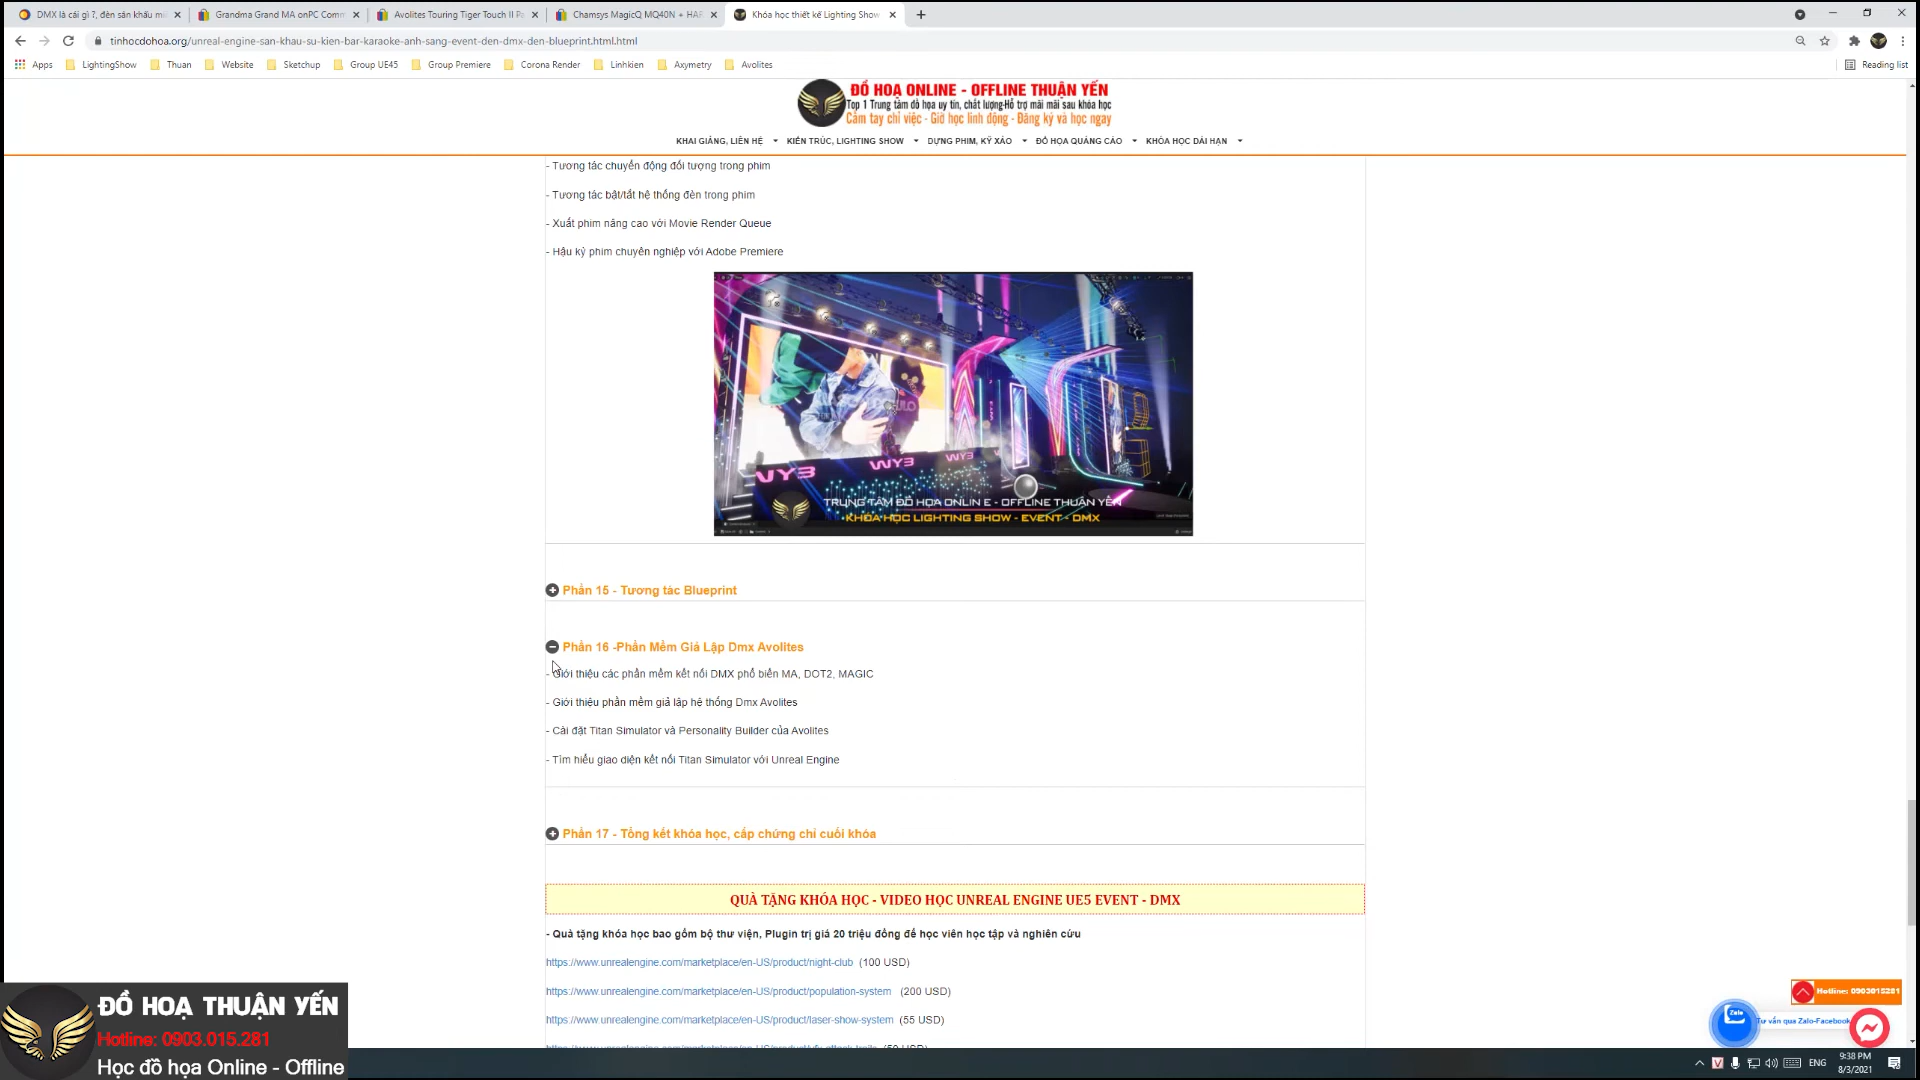 DMX là cái gì ?, đèn sân khấu mi
Grandma Grand MA onPC Comm
Avolites Touring Tiger Touch II Pa
Chamsys MagicQ MQ40N + HAR
Khóa học thiết kế Lighting Show
tinhocdohoa.org/unreal-engine-san-khau-su-kien-bar-karaoke-anh-sang-event-den-dmx-den-blueprint.html.html
Apps LightingShow Thuan Website Sketchup Group UE45 Group Premiere Corona Render Linhkien Axymetry Avolites Reading list
ĐỒ HỌA ONLINE - OFFLINE THUẬN YẾN
Top 1 Trung tâm đồ họa uy tín, chất lượng-Hỗ trợ mãi mãi sau khóa học
Cầm tay chỉ việc - Giờ học linh động - Đăng ký và học ngay
KHAI GIẢNG, LIÊN HỆ KIẾN TRÚC, LIGHTING SHOW DỰNG PHIM, KỸ XẢO ĐỒ HỌA QUẢNG CÁO KHÓA HỌC DÀI HẠN
- Tương tác chuyển động đối tượng trong phim
- Tương tác bật/tắt hệ thống đèn trong phim
- Xuất phim nâng cao với Movie Render Queue
- Hậu kỳ phim chuyên nghiệp với Adobe Premiere
WY3 WY3 WY3
TRUNG TÂM ĐỒ HỌA ONLINE - OFFLINE THUẬN YẾN
KHÓA HỌC LIGHTING SHOW - EVENT - DMX
Phần 15 - Tương tác Blueprint
Phần 16 -Phần Mềm Giả Lập Dmx Avolites
- Giới thiệu các phần mềm kết nối DMX phổ biến MA, DOT2, MAGIC
- Giới thiệu phần mềm giả lập hệ thống Dmx Avolites
- Cài đặt Titan Simulator và Personality Builder của Avolites
- Tìm hiểu giao diện kết nối Titan Simulator với Unreal Engine
Phần 17 - Tổng kết khóa học, cấp chứng chỉ cuối khóa
QUÀ TẶNG KHÓA HỌC - VIDEO HỌC UNREAL ENGINE UE5 EVENT - DMX
- Quà tặng khóa học bao gồm bộ thư viện, Plugin trị giá 20 triệu đồng để học viên học tập và nghiên cứu
https://www.unrealengine.com/marketplace/en-US/product/night-club (100 USD)
https://www.unrealengine.com/marketplace/en-US/product/population-system (200 USD)
https://www.unrealengine.com/marketplace/en-US/product/laser-show-system (55 USD)
Hotline: 0903015281
Zalo
Tư vấn qua Zalo-Facebook
ĐỒ HOẠ THUẬN YẾN
Hotline: 0903.015.281
Học đồ họa Online - Offline
ENG
9:38 PM
8/3/2021